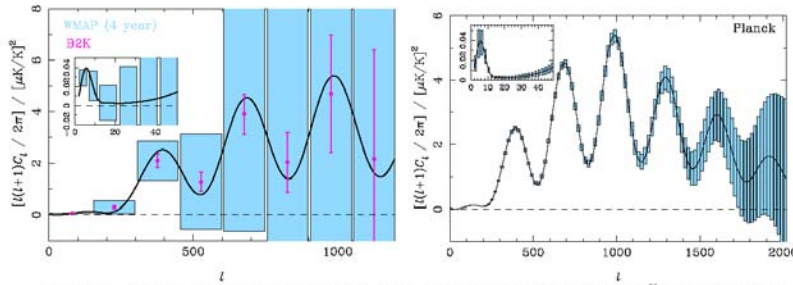 WMAP (4 year)
B2K
[l(l+1)C_l / 2π] / [μK/K]²
6
4
2
0
0.04
0.02
0
−0.02
0 20 40
0 500 1000
l
Planck
[l(l+1)C_l / 2π] / [μK/K]²
6
4
2
0
0.04
0.02
0
0 10 20 30 40
0 500 1000 1500 2000
l